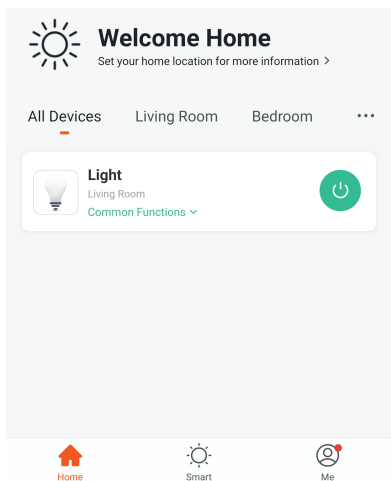 Welcome Home
Set your home location for more information >
All Devices Living Room Bedroom
Light
Living Room
Common Functions
Home Smart Me